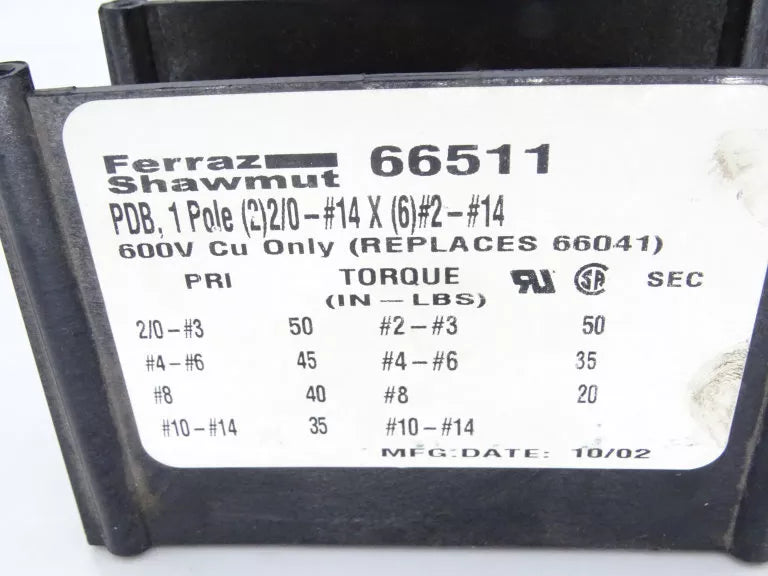 Ferraz Shawmut 66511
PDB, 1 Pole (2)2/0-#14 X (6)#2-#14
600V Cu Only (REPLACES 66041)
PRI TORQUE (IN-LBS) RU SA SEC
2/0-#3 50 #2-#3 50
#4-#6 45 #4-#6 35
#8 40 #8 20
#10-#14 35 #10-#14
MFG.DATE: 10/02